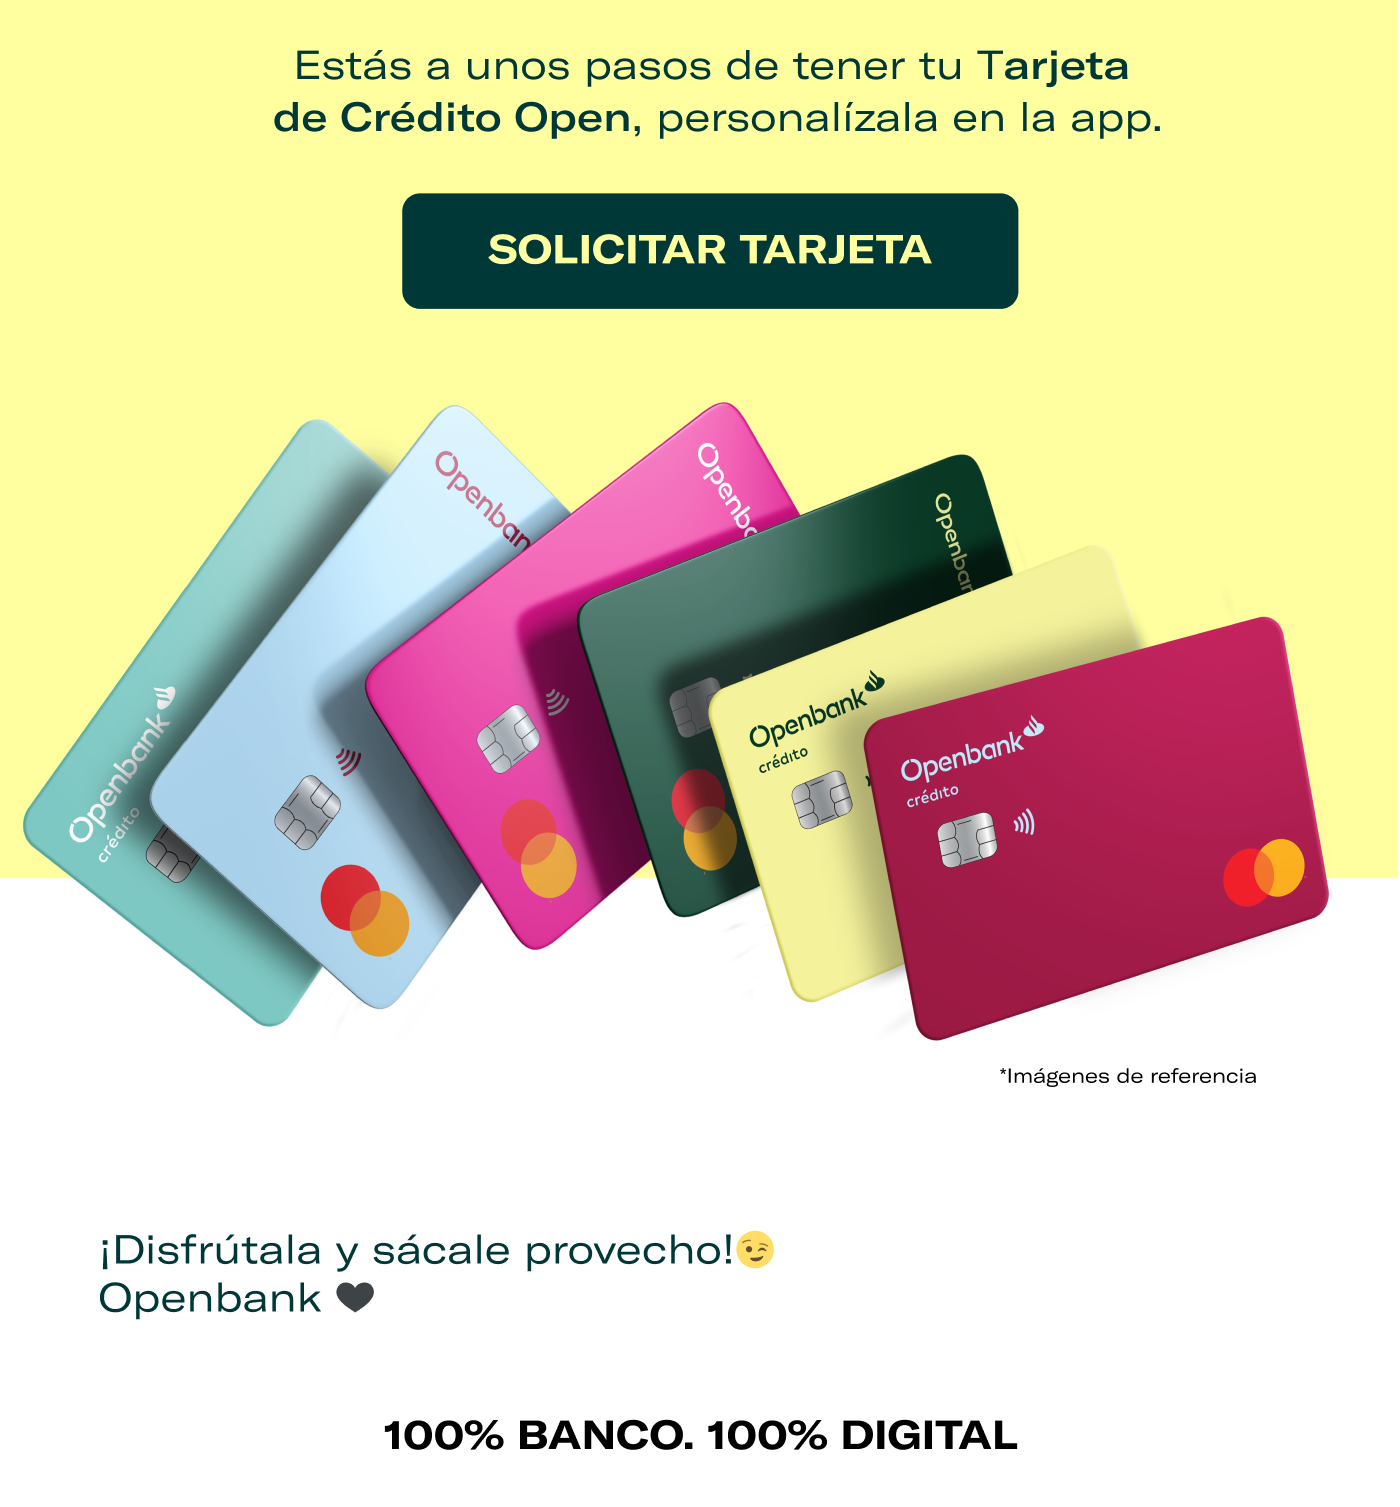 Estás a unos pasos de tener tu Tarjeta
de Crédito Open, personalízala en la app.
SOLICITAR TARJETA
Openbank
crédito
Openban
Openba
Openban
Openbank
crédito
Openbank
crédito
*Imágenes de referencia
¡Disfrútala y sácale provecho!😉
Openbank 🖤
100% BANCO. 100% DIGITAL